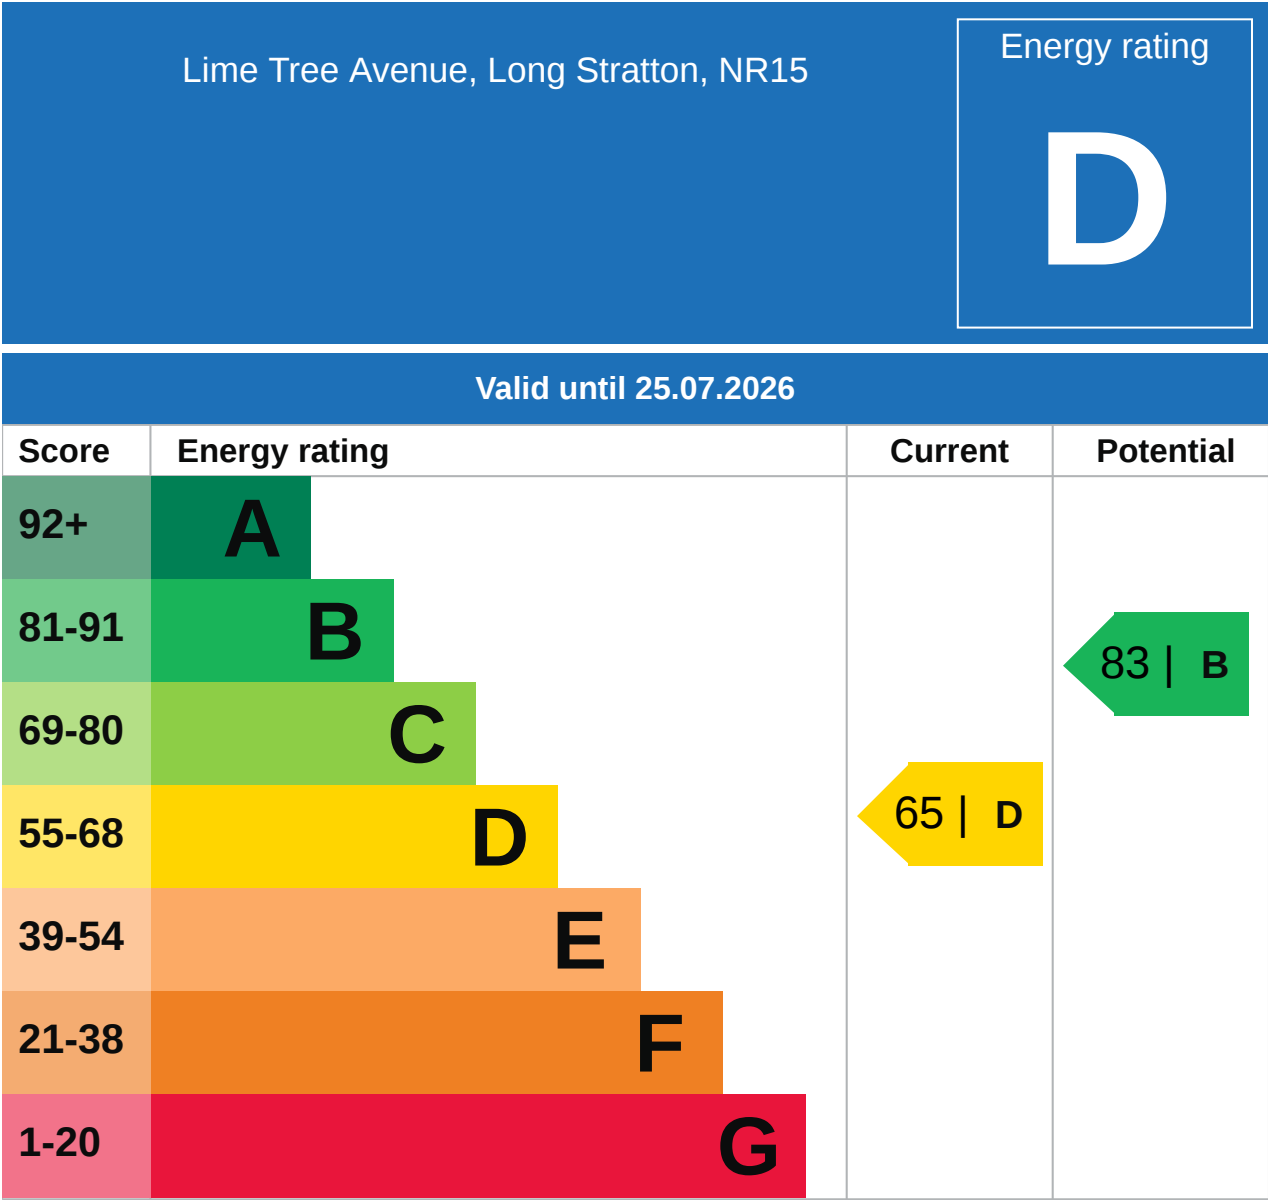 Lime Tree Avenue, Long Stratton, NR15
Energy rating
D
Valid until 25.07.2026
Score Energy rating Current Potential
92+ A
81-91 B
83 | B
69-80 C
55-68 D
65 | D
39-54 E
21-38 F
1-20 G